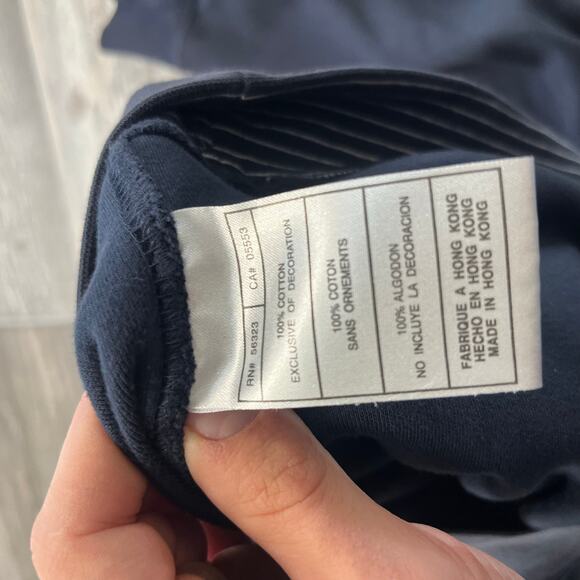 RN# 56323 CA# 05553
100% COTTON
EXCLUSIVE OF DECORATION
100% COTON
SANS ORNEMENTS
100% ALGODON
NO INCLUYE LA DECORACION
FABRIQUE A HONG KONG
HECHO EN HONG KONG
MADE IN HONG KONG